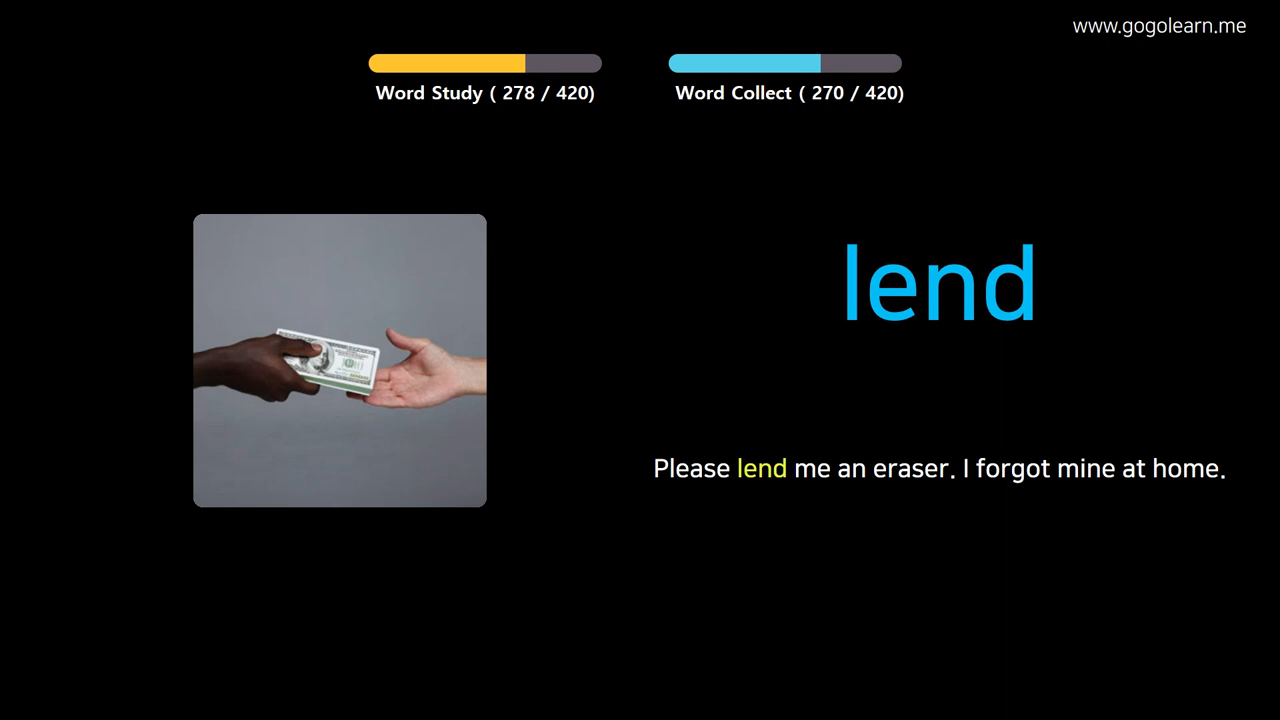 www.gogolearn.me
Word Study ( 278 / 420)
Word Collect ( 270 / 420)
lend
Please lend me an eraser. I forgot mine at home.